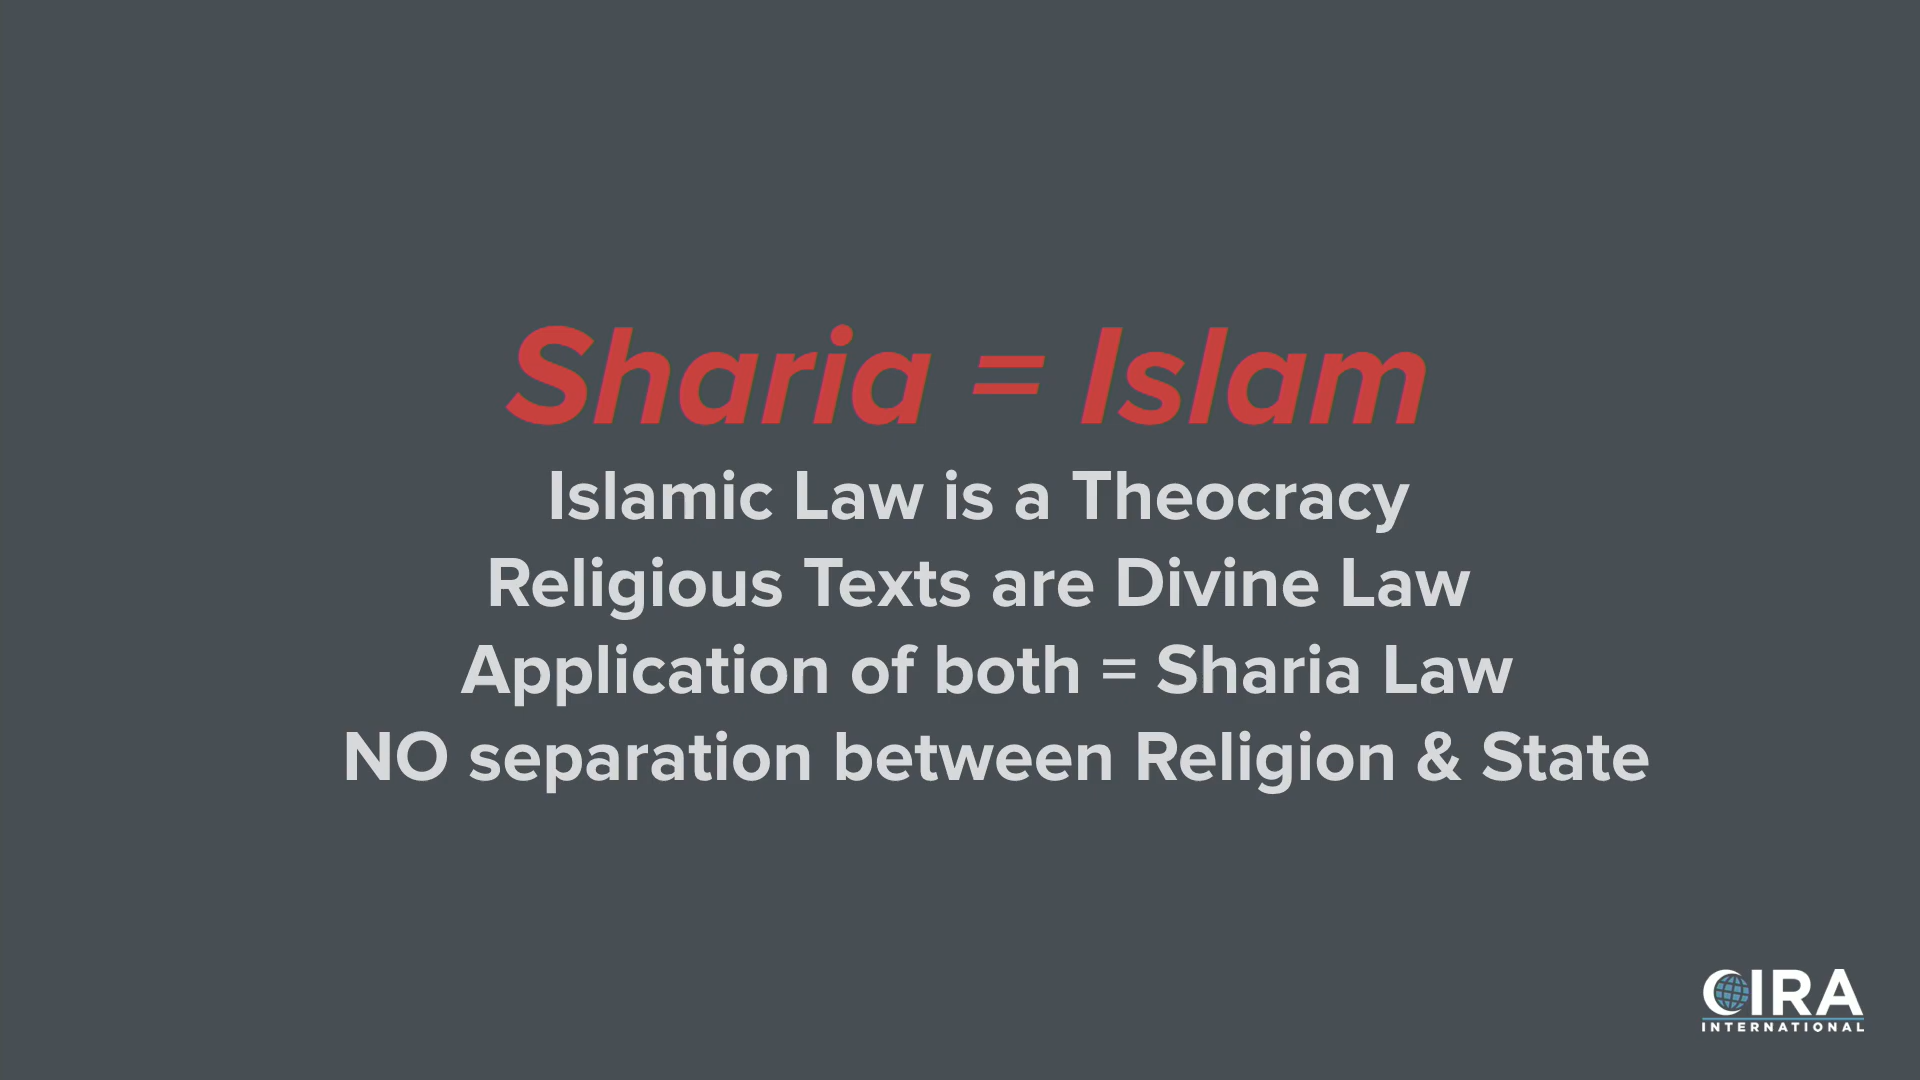 Sharia = Islam
Islamic Law is a Theocracy
Religious Texts are Divine Law
Application of both = Sharia Law
NO separation between Religion & State
CIRA
INTERNATIONAL